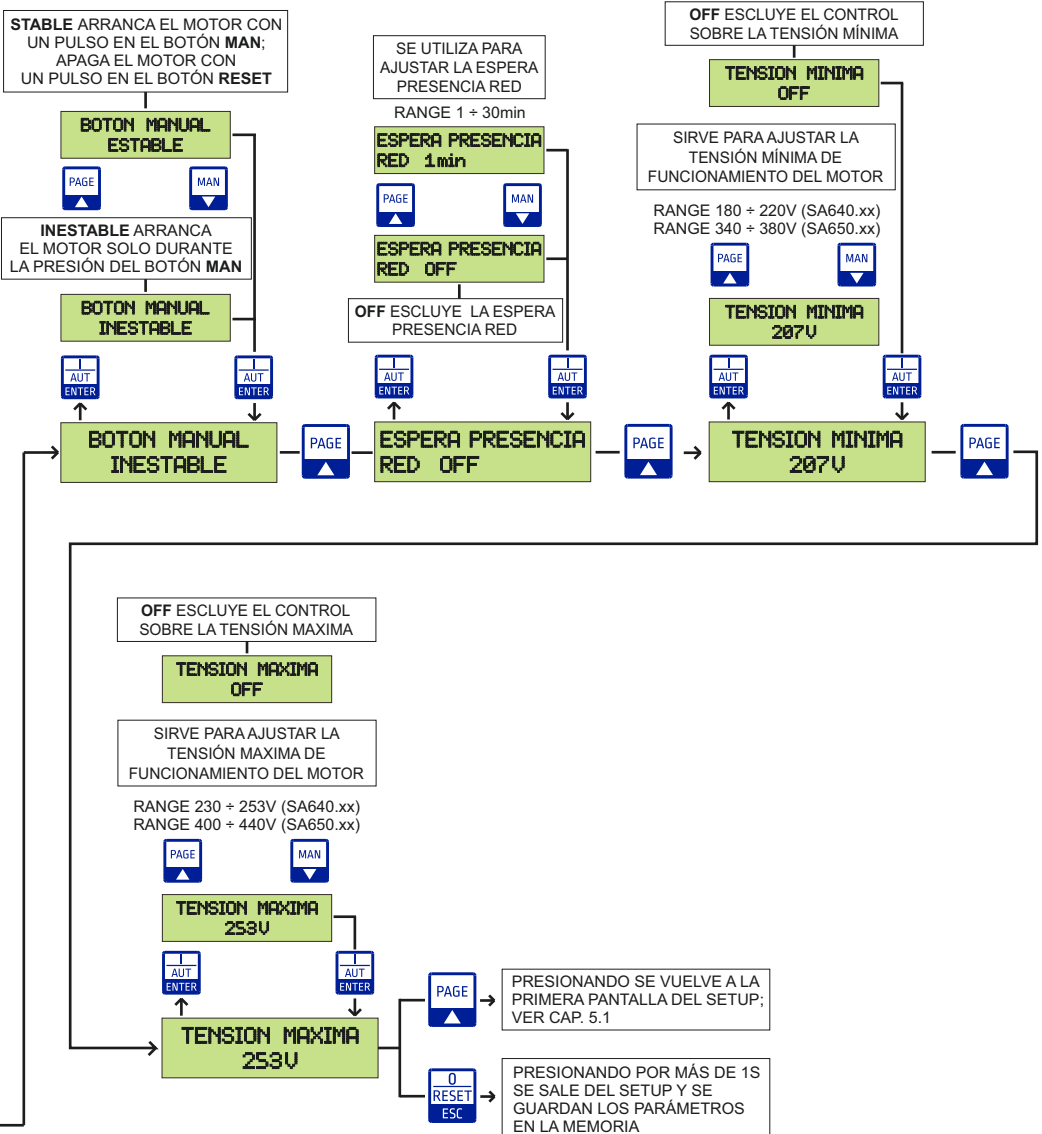 STABLE ARRANCA EL MOTOR CON
UN PULSO EN EL BOTÓN MAN;
APAGA EL MOTOR CON
UN PULSO EN EL BOTÓN RESET
BOTON MANUAL
ESTABLE
PAGE
MAN
INESTABLE ARRANCA
EL MOTOR SOLO DURANTE
LA PRESIÓN DEL BOTÓN MAN
BOTON MANUAL
INESTABLE
I
AUT
ENTER
I
AUT
ENTER
BOTON MANUAL
INESTABLE
PAGE
SE UTILIZA PARA
AJUSTAR LA ESPERA
PRESENCIA RED
RANGE 1 ÷ 30min
ESPERA PRESENCIA
RED 1min
PAGE
MAN
ESPERA PRESENCIA
RED OFF
OFF ESCLUYE LA ESPERA
PRESENCIA RED
I
AUT
ENTER
I
AUT
ENTER
ESPERA PRESENCIA
RED OFF
PAGE
OFF ESCLUYE EL CONTROL
SOBRE LA TENSIÓN MÍNIMA
TENSION MINIMA
OFF
SIRVE PARA AJUSTAR LA
TENSIÓN MÍNIMA DE
FUNCIONAMIENTO DEL MOTOR
RANGE 180 ÷ 220V (SA640.xx)
RANGE 340 ÷ 380V (SA650.xx)
PAGE
MAN
TENSION MINIMA
207V
I
AUT
ENTER
I
AUT
ENTER
TENSION MINIMA
207V
PAGE
OFF ESCLUYE EL CONTROL
SOBRE LA TENSIÓN MAXIMA
TENSION MAXIMA
OFF
SIRVE PARA AJUSTAR LA
TENSIÓN MAXIMA DE
FUNCIONAMIENTO DEL MOTOR
RANGE 230 ÷ 253V (SA640.xx)
RANGE 400 ÷ 440V (SA650.xx)
PAGE
MAN
TENSION MAXIMA
253V
I
AUT
ENTER
I
AUT
ENTER
TENSION MAXIMA
253V
PAGE
PRESIONANDO SE VUELVE A LA
PRIMERA PANTALLA DEL SETUP;
VER CAP. 5.1
0
RESET
ESC
PRESIONANDO POR MÁS DE 1S
SE SALE DEL SETUP Y SE
GUARDAN LOS PARÁMETROS
EN LA MEMORIA